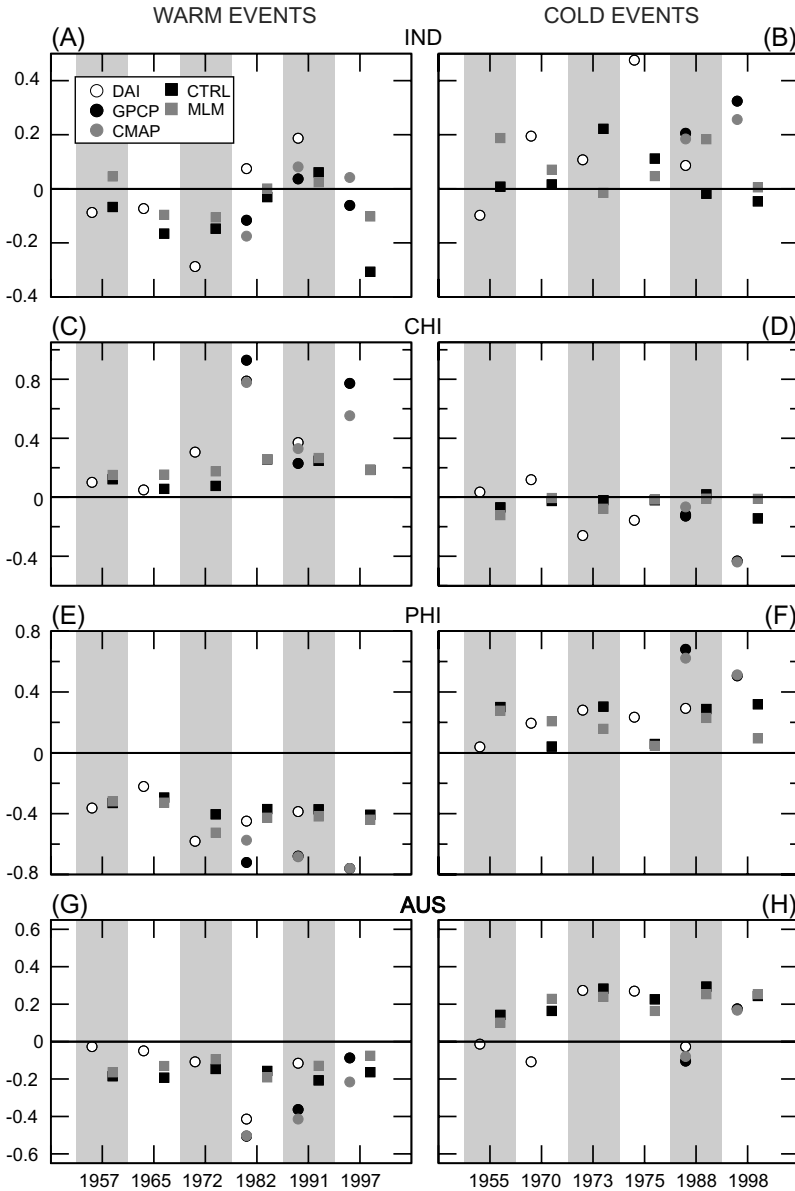 WARM EVENTS
COLD EVENTS
(A)
IND
(B)
DAI
GPCP
CMAP
CTRL
MLM
0.4
0.2
0
-0.2
-0.4
(C)
CHI
(D)
0.8
0.4
0
-0.4
(E)
PHI
(F)
0.8
0.4
0
-0.4
-0.8
(G)
AUS
(H)
0.6
0.4
0.2
0
-0.2
-0.4
-0.6
1957 1965 1972 1982 1991 1997
1955 1970 1973 1975 1988 1998